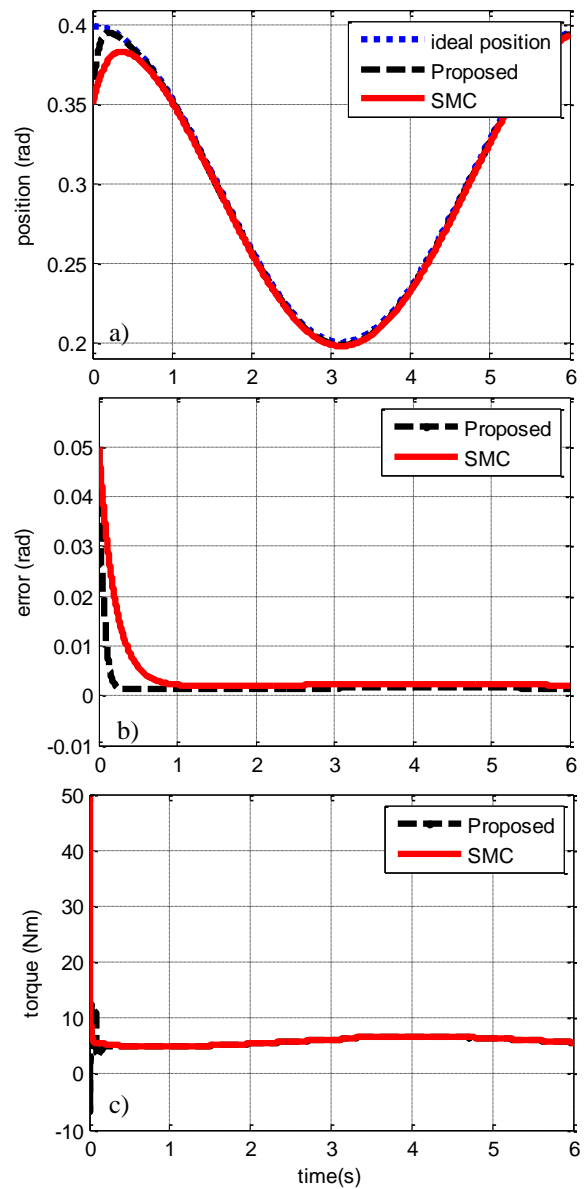 0.4
0.35
0.3
0.25
0.2
position (rad)
ideal position
Proposed
SMC
a)
0 1 2 3 4 5 6
0.05
0.04
0.03
0.02
0.01
0
-0.01
error (rad)
Proposed
SMC
b)
0 1 2 3 4 5 6
50
40
30
20
10
0
-10
torque (Nm)
Proposed
SMC
c)
0 1 2 3 4 5 6
time(s)